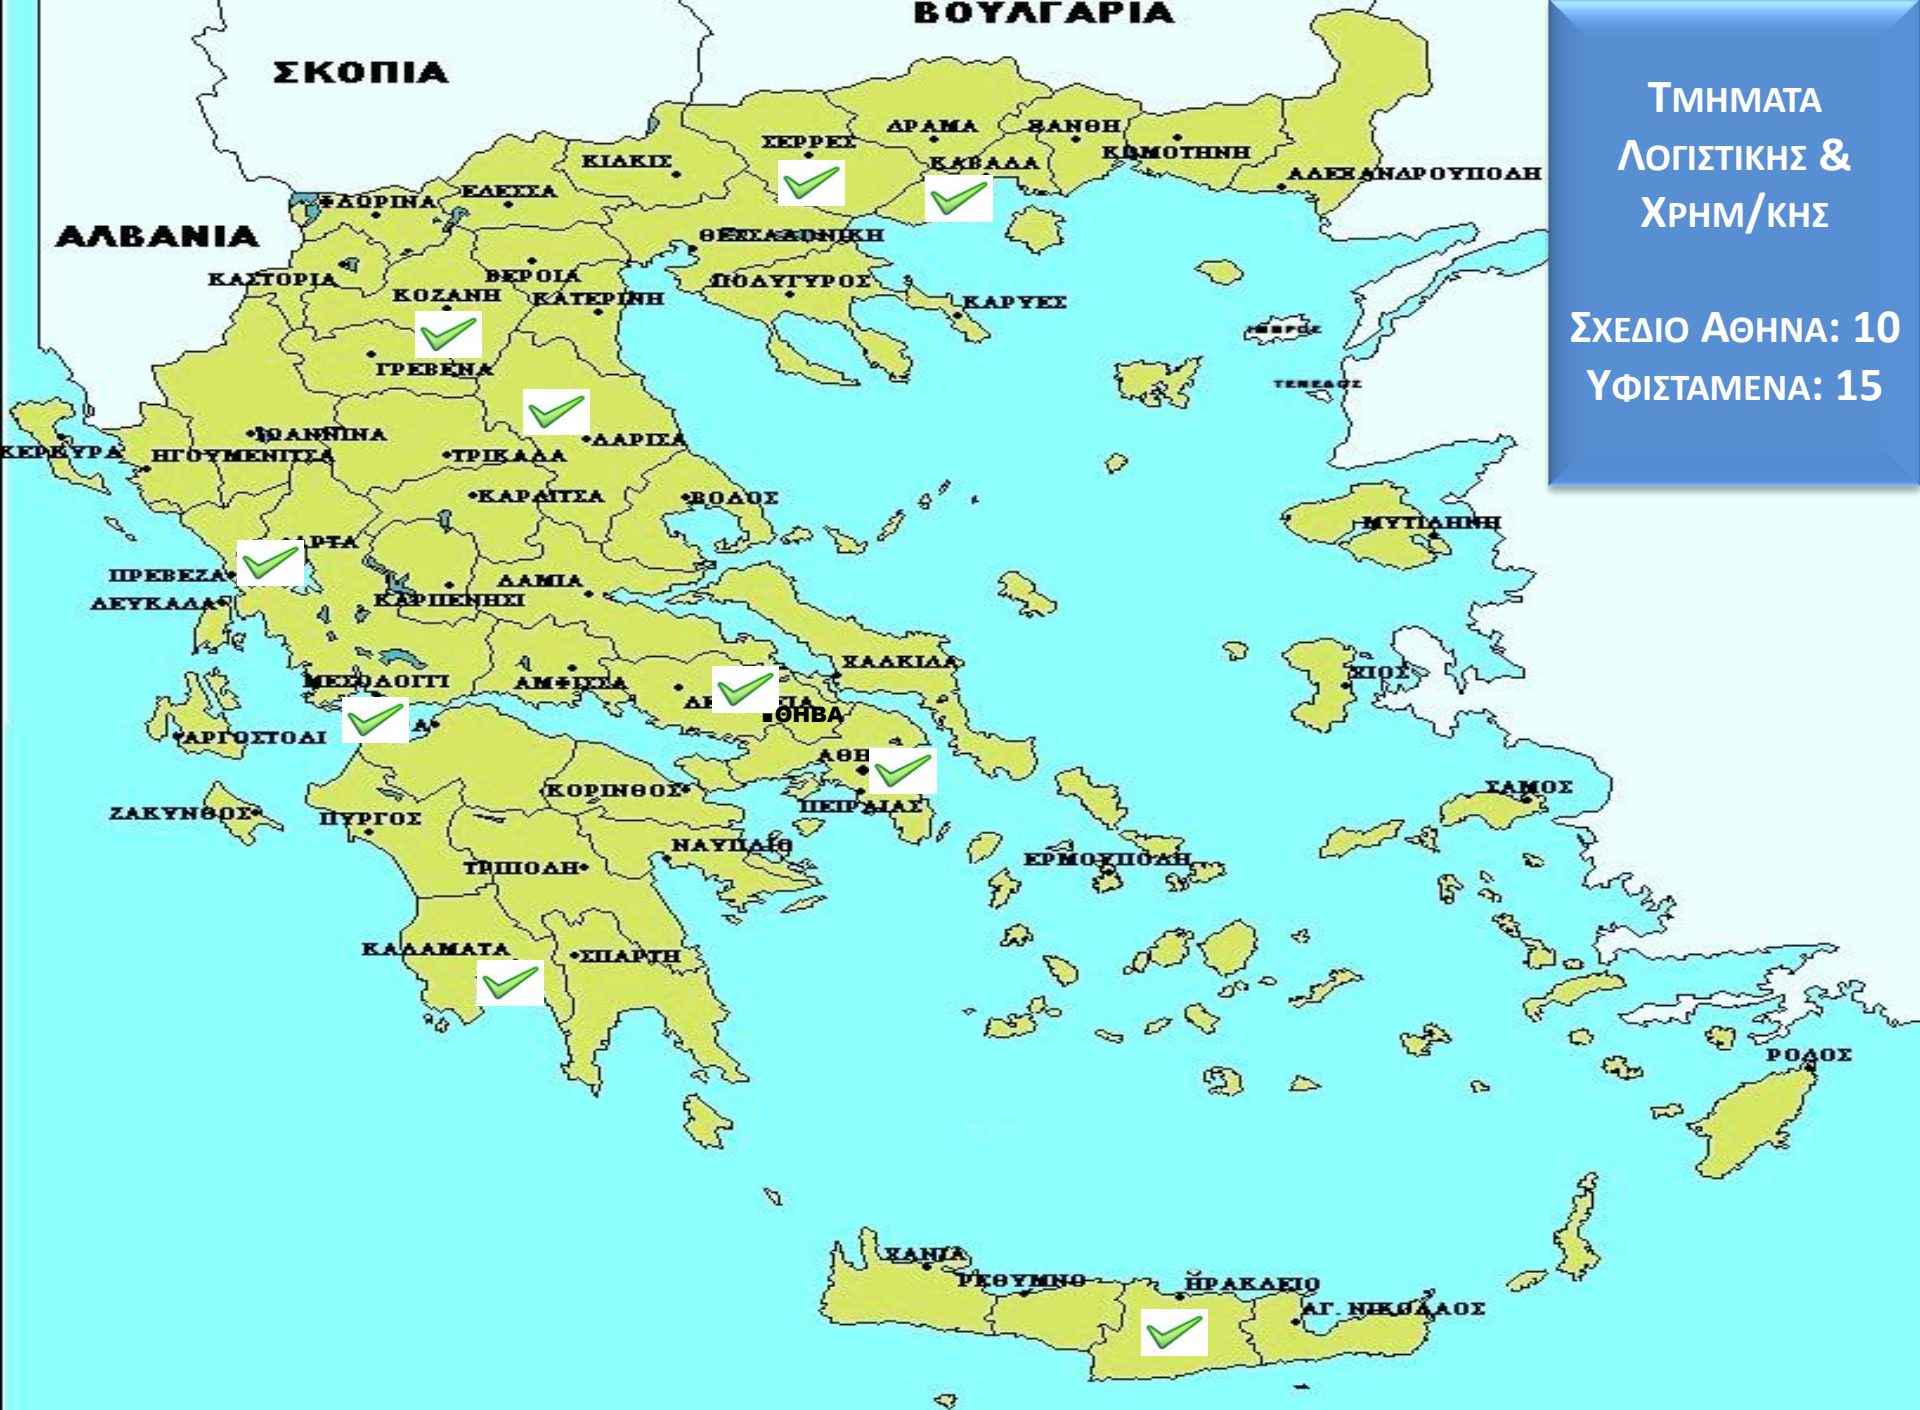 ΒΟΥΛΓΑΡΙΑ
ΣΚΟΠΙΑ
ΑΛΒΑΝΙΑ
ΤΜΗΜΑΤΑ
ΛΟΓΙΣΤΙΚΗΣ &
ΧΡΗΜ/ΚΗΣ
ΣΧΕΔΙΟ ΑΘΗΝΑ: 10
ΥΦΙΣΤΑΜΕΝΑ: 15
ΔΡΑΜΑ
ΞΑΝΘΗ
ΣΕΡΡΕΣ
ΚΟΜΟΤΗΝΗ
ΚΙΛΚΙΣ
ΚΑΒΑΛΑ
ΑΛΕΞΑΝΔΡΟΥΠΟΛΗ
ΕΔΕΣΣΑ
ΦΛΩΡΙΝΑ
ΘΕΣΣΑΛΟΝΙΚΗ
ΚΑΣΤΟΡΙΑ
ΒΕΡΟΙΑ
ΠΟΛΥΓΥΡΟΣ
ΚΟΖΑΝΗ
ΚΑΤΕΡΙΝΗ
ΚΑΡΥΕΣ
ΙΜΒΡΟΣ
ΓΡΕΒΕΝΑ
ΤΕΝΕΔΟΣ
ΙΩΑΝΝΙΝΑ
ΛΑΡΙΣΑ
ΚΕΡΚΥΡΑ
ΗΓΟΥΜΕΝΙΤΣΑ
ΤΡΙΚΑΛΑ
ΚΑΡΔΙΤΣΑ
ΒΟΛΟΣ
ΜΥΤΙΛΗΝΗ
ΑΡΤΑ
ΠΡΕΒΕΖΑ
ΛΑΜΙΑ
ΛΕΥΚΑΔΑ
ΚΑΡΠΕΝΗΣΙ
ΧΑΛΚΙΔΑ
ΧΙΟΣ
ΜΕΣΟΛΟΓΓΙ
ΑΜΦΙΣΣΑ
ΘΗΒΑ
ΑΡΓΟΣΤΟΛΙ
Α
ΑΘΗ
ΚΟΡΙΝΘΟΣ
ΣΑΜΟΣ
ΠΕΙΡΑΙΑΣ
ΖΑΚΥΝΘΟΣ
ΠΥΡΓΟΣ
ΝΑΥΠΛΙΟ
ΕΡΜΟΥΠΟΛΗ
ΤΡΙΠΟΛΗ
ΚΑΛΑΜΑΤΑ
ΣΠΑΡΤΗ
ΡΟΔΟΣ
ΧΑΝΙΑ
ΡΕΘΥΜΝΟ
ΗΡΑΚΛΕΙΟ
ΑΓ. ΝΙΚΟΛΑΟΣ